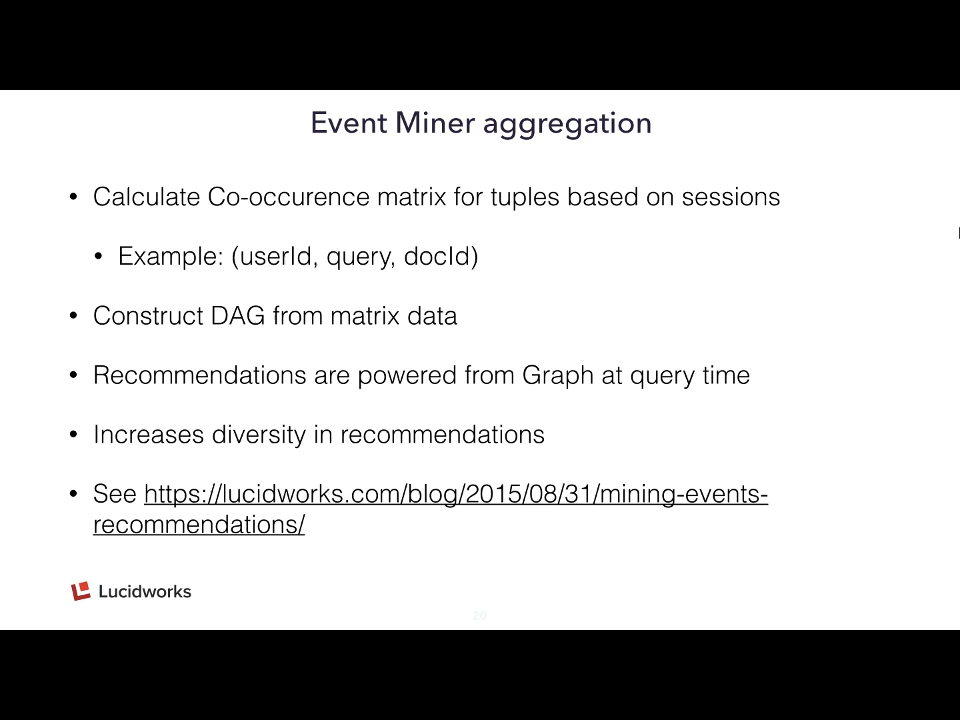 Event Miner aggregation
• Calculate Co-occurence matrix for tuples based on sessions
• Example: (userId, query, docId)
• Construct DAG from matrix data
• Recommendations are powered from Graph at query time
• Increases diversity in recommendations
• See https://lucidworks.com/blog/2015/08/31/mining-events-
recommendations/
Lucidworks
20